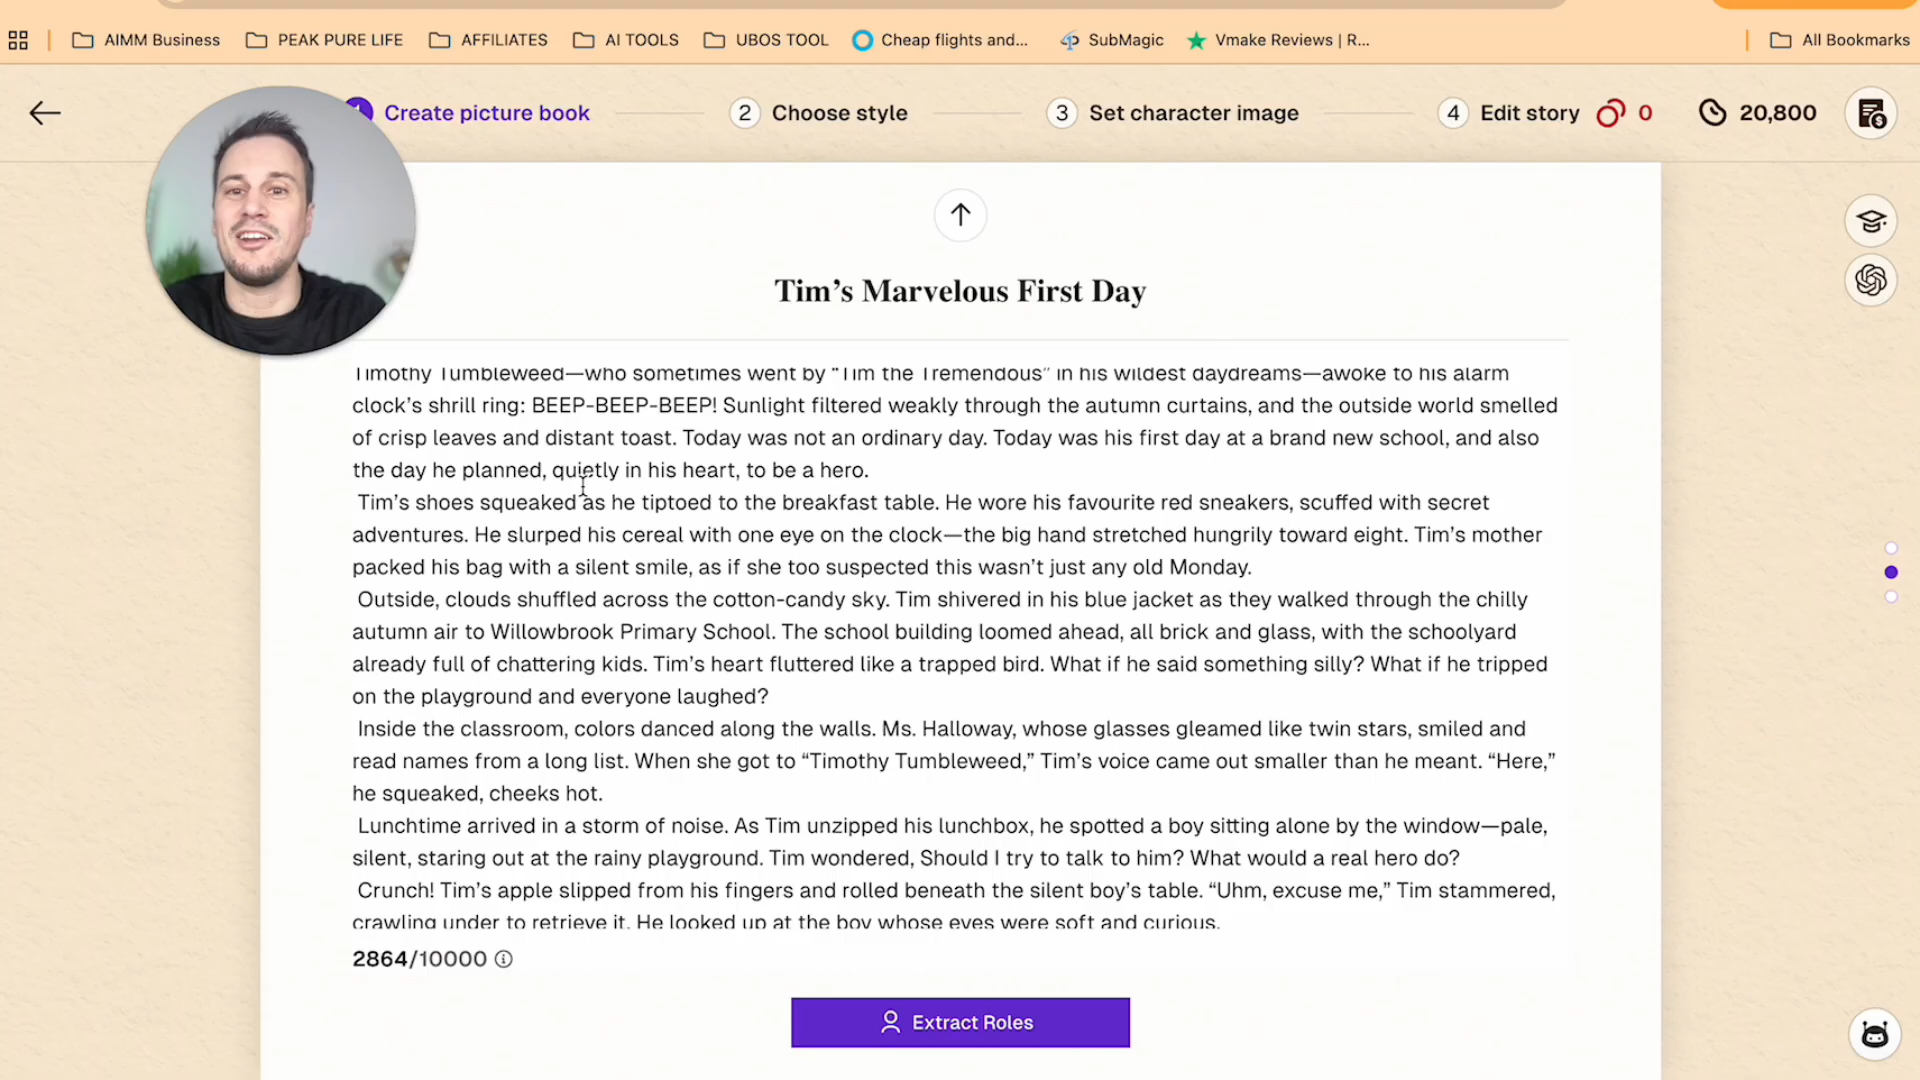 AIMM Business PEAK PURE LIFE AFFILIATES AI TOOLS UBOS TOOL Cheap flights and... SubMagic Vmake Reviews | R... All Bookmarks
1 Create picture book 2 Choose style 3 Set character image 4 Edit story 0 20,800
Tim’s Marvelous First Day
Timothy Tumbleweed—who sometimes went by “Tim the Tremendous” in his wildest daydreams—awoke to his alarm
clock’s shrill ring: BEEP-BEEP-BEEP! Sunlight filtered weakly through the autumn curtains, and the outside world smelled
of crisp leaves and distant toast. Today was not an ordinary day. Today was his first day at a brand new school, and also
the day he planned, quietly in his heart, to be a hero.
Tim’s shoes squeaked as he tiptoed to the breakfast table. He wore his favourite red sneakers, scuffed with secret
adventures. He slurped his cereal with one eye on the clock—the big hand stretched hungrily toward eight. Tim’s mother
packed his bag with a silent smile, as if she too suspected this wasn’t just any old Monday.
Outside, clouds shuffled across the cotton-candy sky. Tim shivered in his blue jacket as they walked through the chilly
autumn air to Willowbrook Primary School. The school building loomed ahead, all brick and glass, with the schoolyard
already full of chattering kids. Tim’s heart fluttered like a trapped bird. What if he said something silly? What if he tripped
on the playground and everyone laughed?
Inside the classroom, colors danced along the walls. Ms. Halloway, whose glasses gleamed like twin stars, smiled and
read names from a long list. When she got to “Timothy Tumbleweed,” Tim’s voice came out smaller than he meant. “Here,”
he squeaked, cheeks hot.
Lunchtime arrived in a storm of noise. As Tim unzipped his lunchbox, he spotted a boy sitting alone by the window—pale,
silent, staring out at the rainy playground. Tim wondered, Should I try to talk to him? What would a real hero do?
Crunch! Tim’s apple slipped from his fingers and rolled beneath the silent boy’s table. “Uhm, excuse me,” Tim stammered,
crawling under to retrieve it. He looked up at the boy whose eyes were soft and curious.
2864/10000
Extract Roles